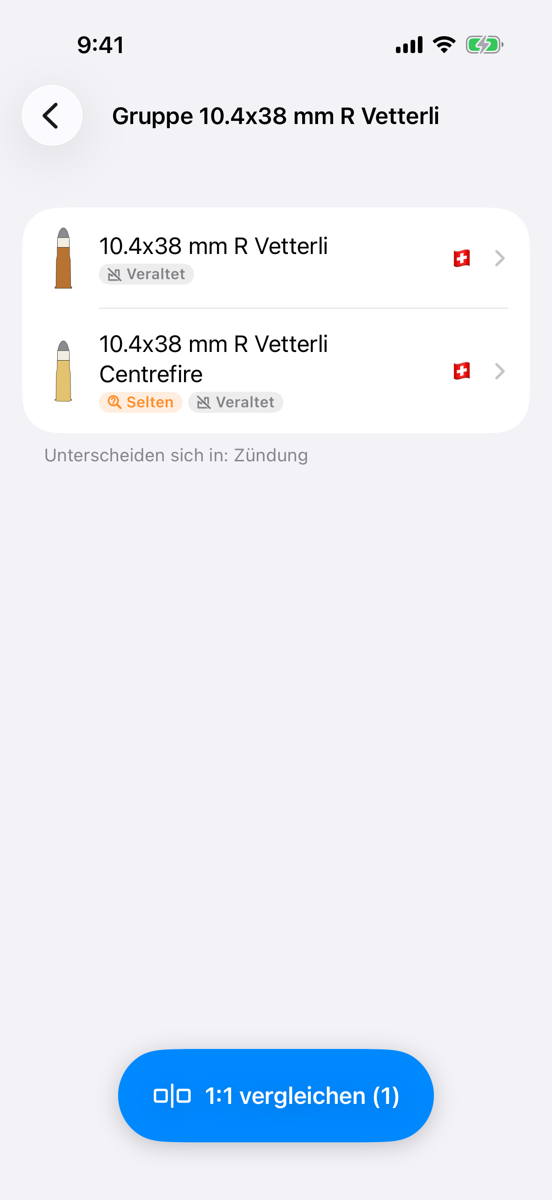 9:41
Gruppe 10.4x38 mm R Vetterli
10.4x38 mm R Vetterli
Veraltet
10.4x38 mm R Vetterli
Centrefire
Selten Veraltet
Unterscheiden sich in: Zündung
1:1 vergleichen (1)